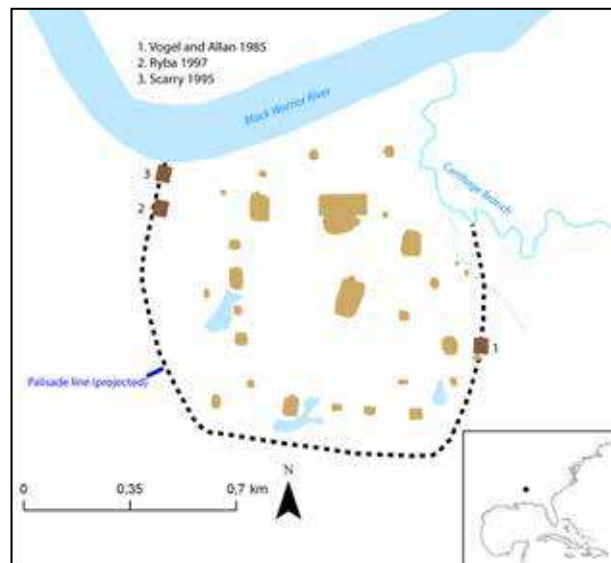 1. Vogel and Allan 1985
2. Ryba 1997
3. Scarry 1995
Black Warrior River
Carthage Branch
3
2
1
Palisade line (projected)
N
0
0,35
0,7 km